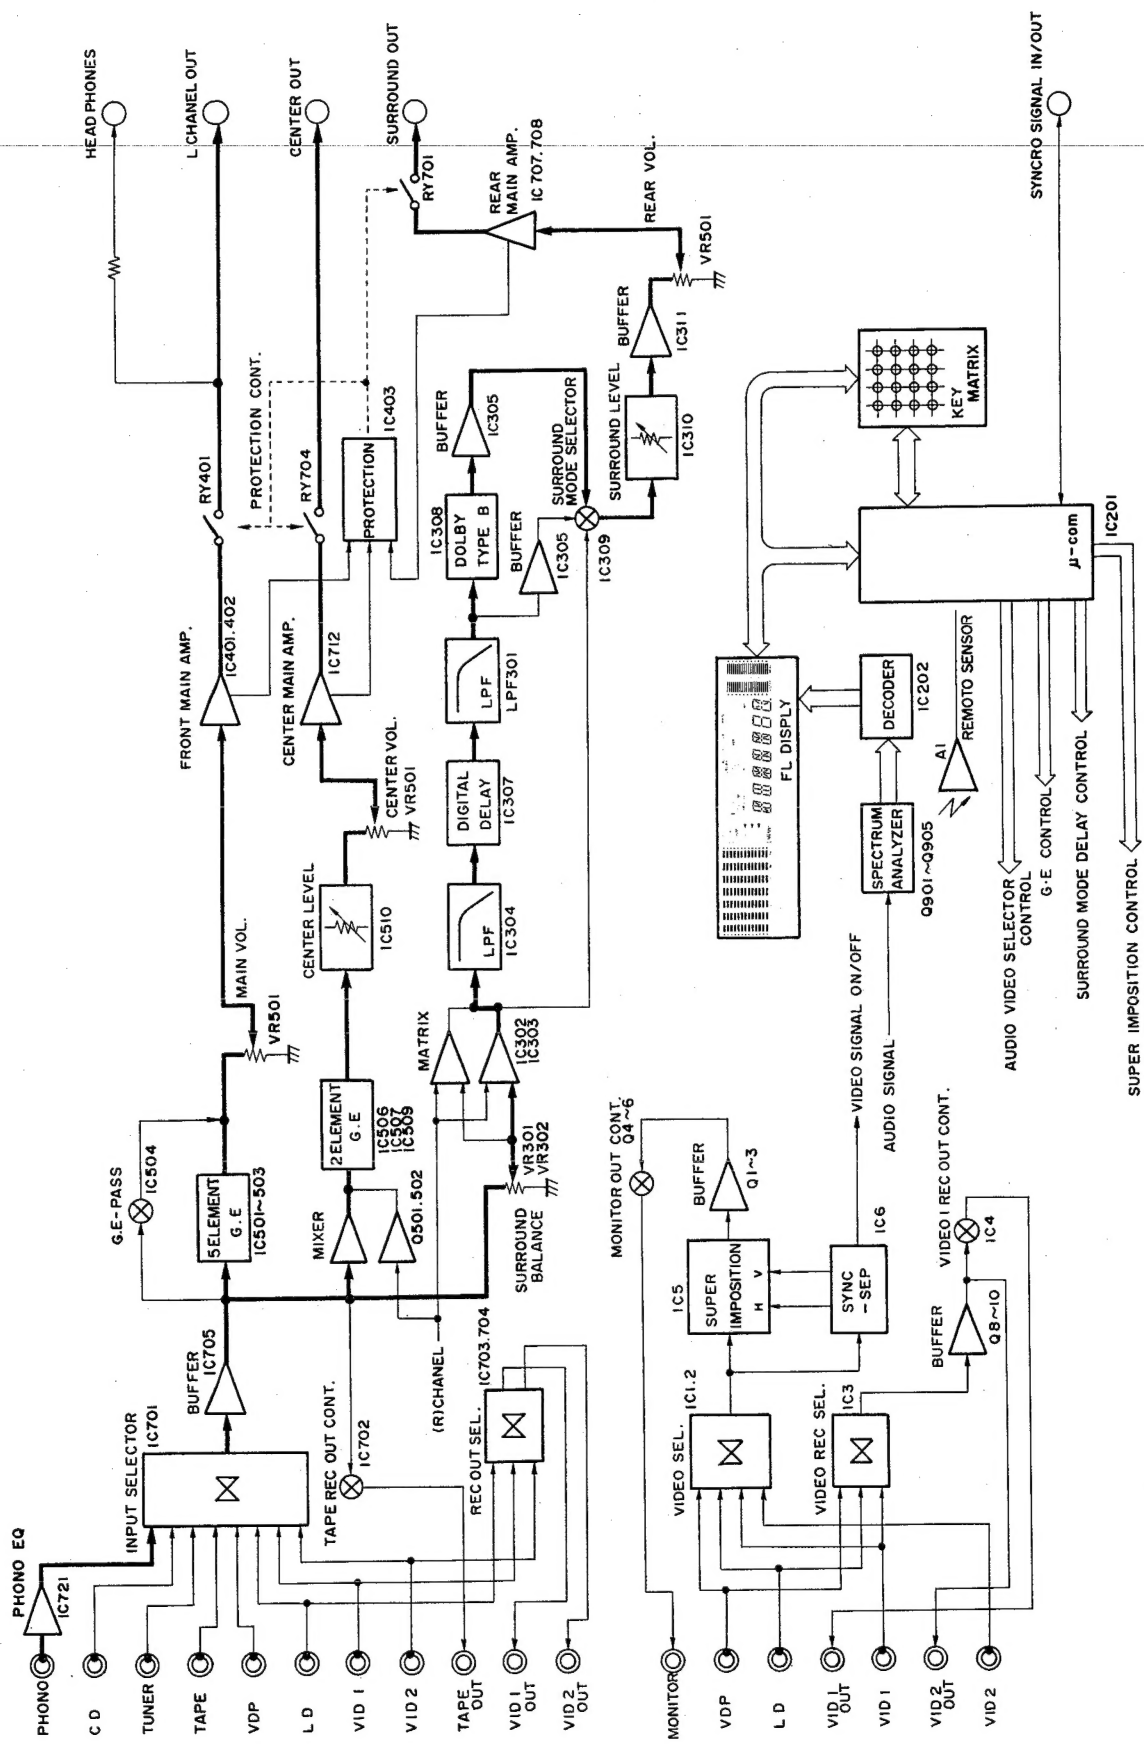 PHONO
C D
TUNER
TAPE
VDP
L D
VID 1
VID 2
TAPE
OUT
VID 1
OUT
VID 2
OUT
PHONO EQ
IC721
INPUT SELECTOR
IC701
BUFFER
IC705
G.E-PASS
IC504
5ELEMENT
G.E
IC501~503
MAIN VOL.
VR501
FRONT MAIN AMP.
IC401.402
RY401
HEAD PHONES
L.CHANEL OUT
CENTER OUT
SURROUND OUT
TAPE REC OUT CONT.
IC702
MIXER
Q501.502
2ELEMENT
G.E
IC506
IC507
IC509
CENTER LEVEL
IC510
CENTER VOL.
VR501
CENTER MAIN AMP.
IC712
RY704
PROTECTION CONT.
PROTECTION
IC403
RY701
REAR
MAIN AMP.
IC707.708
REAR VOL.
VR501
(R)CHANEL
REC OUT SEL.
IC703.704
SURROUND
BALANCE
VR301
VR302
MATRIX
IC302
IC303
LPF
IC304
DIGITAL
DELAY
IC307
LPF
LPF301
DOLBY
TYPE B
IC308
BUFFER
IC305
BUFFER
IC305
SURROUND
MODE SELECTOR
IC309
SURROUND LEVEL
IC310
BUFFER
IC311
MONITOR
VDP
L D
VID 1
OUT
VID 1
VID 2
OUT
VID 2
VIDEO SEL.
IC1.2
VIDEO REC SEL.
IC3
IC5
SUPER
IMPOSITION
H V
SYNC
-SEP
IC6
BUFFER
Q1~3
MONITOR OUT CONT.
Q4~6
BUFFER
Q8~10
VIDEO 1 REC OUT CONT.
IC4
VIDEO SIGNAL ON/OFF
AUDIO SIGNAL
SPECTRUM
ANALYZER
Q901~Q905
DECODER
IC202
FL DISPLY
A1
REMOTO SENSOR
μ-com
IC201
KEY
MATRIX
SYNCRO SIGNAL IN/OUT
AUDIO VIDEO SELECTOR
CONTROL
G·E CONTROL
SURROUND MODE DELAY CONTROL
SUPER IMPOSITION CONTROL